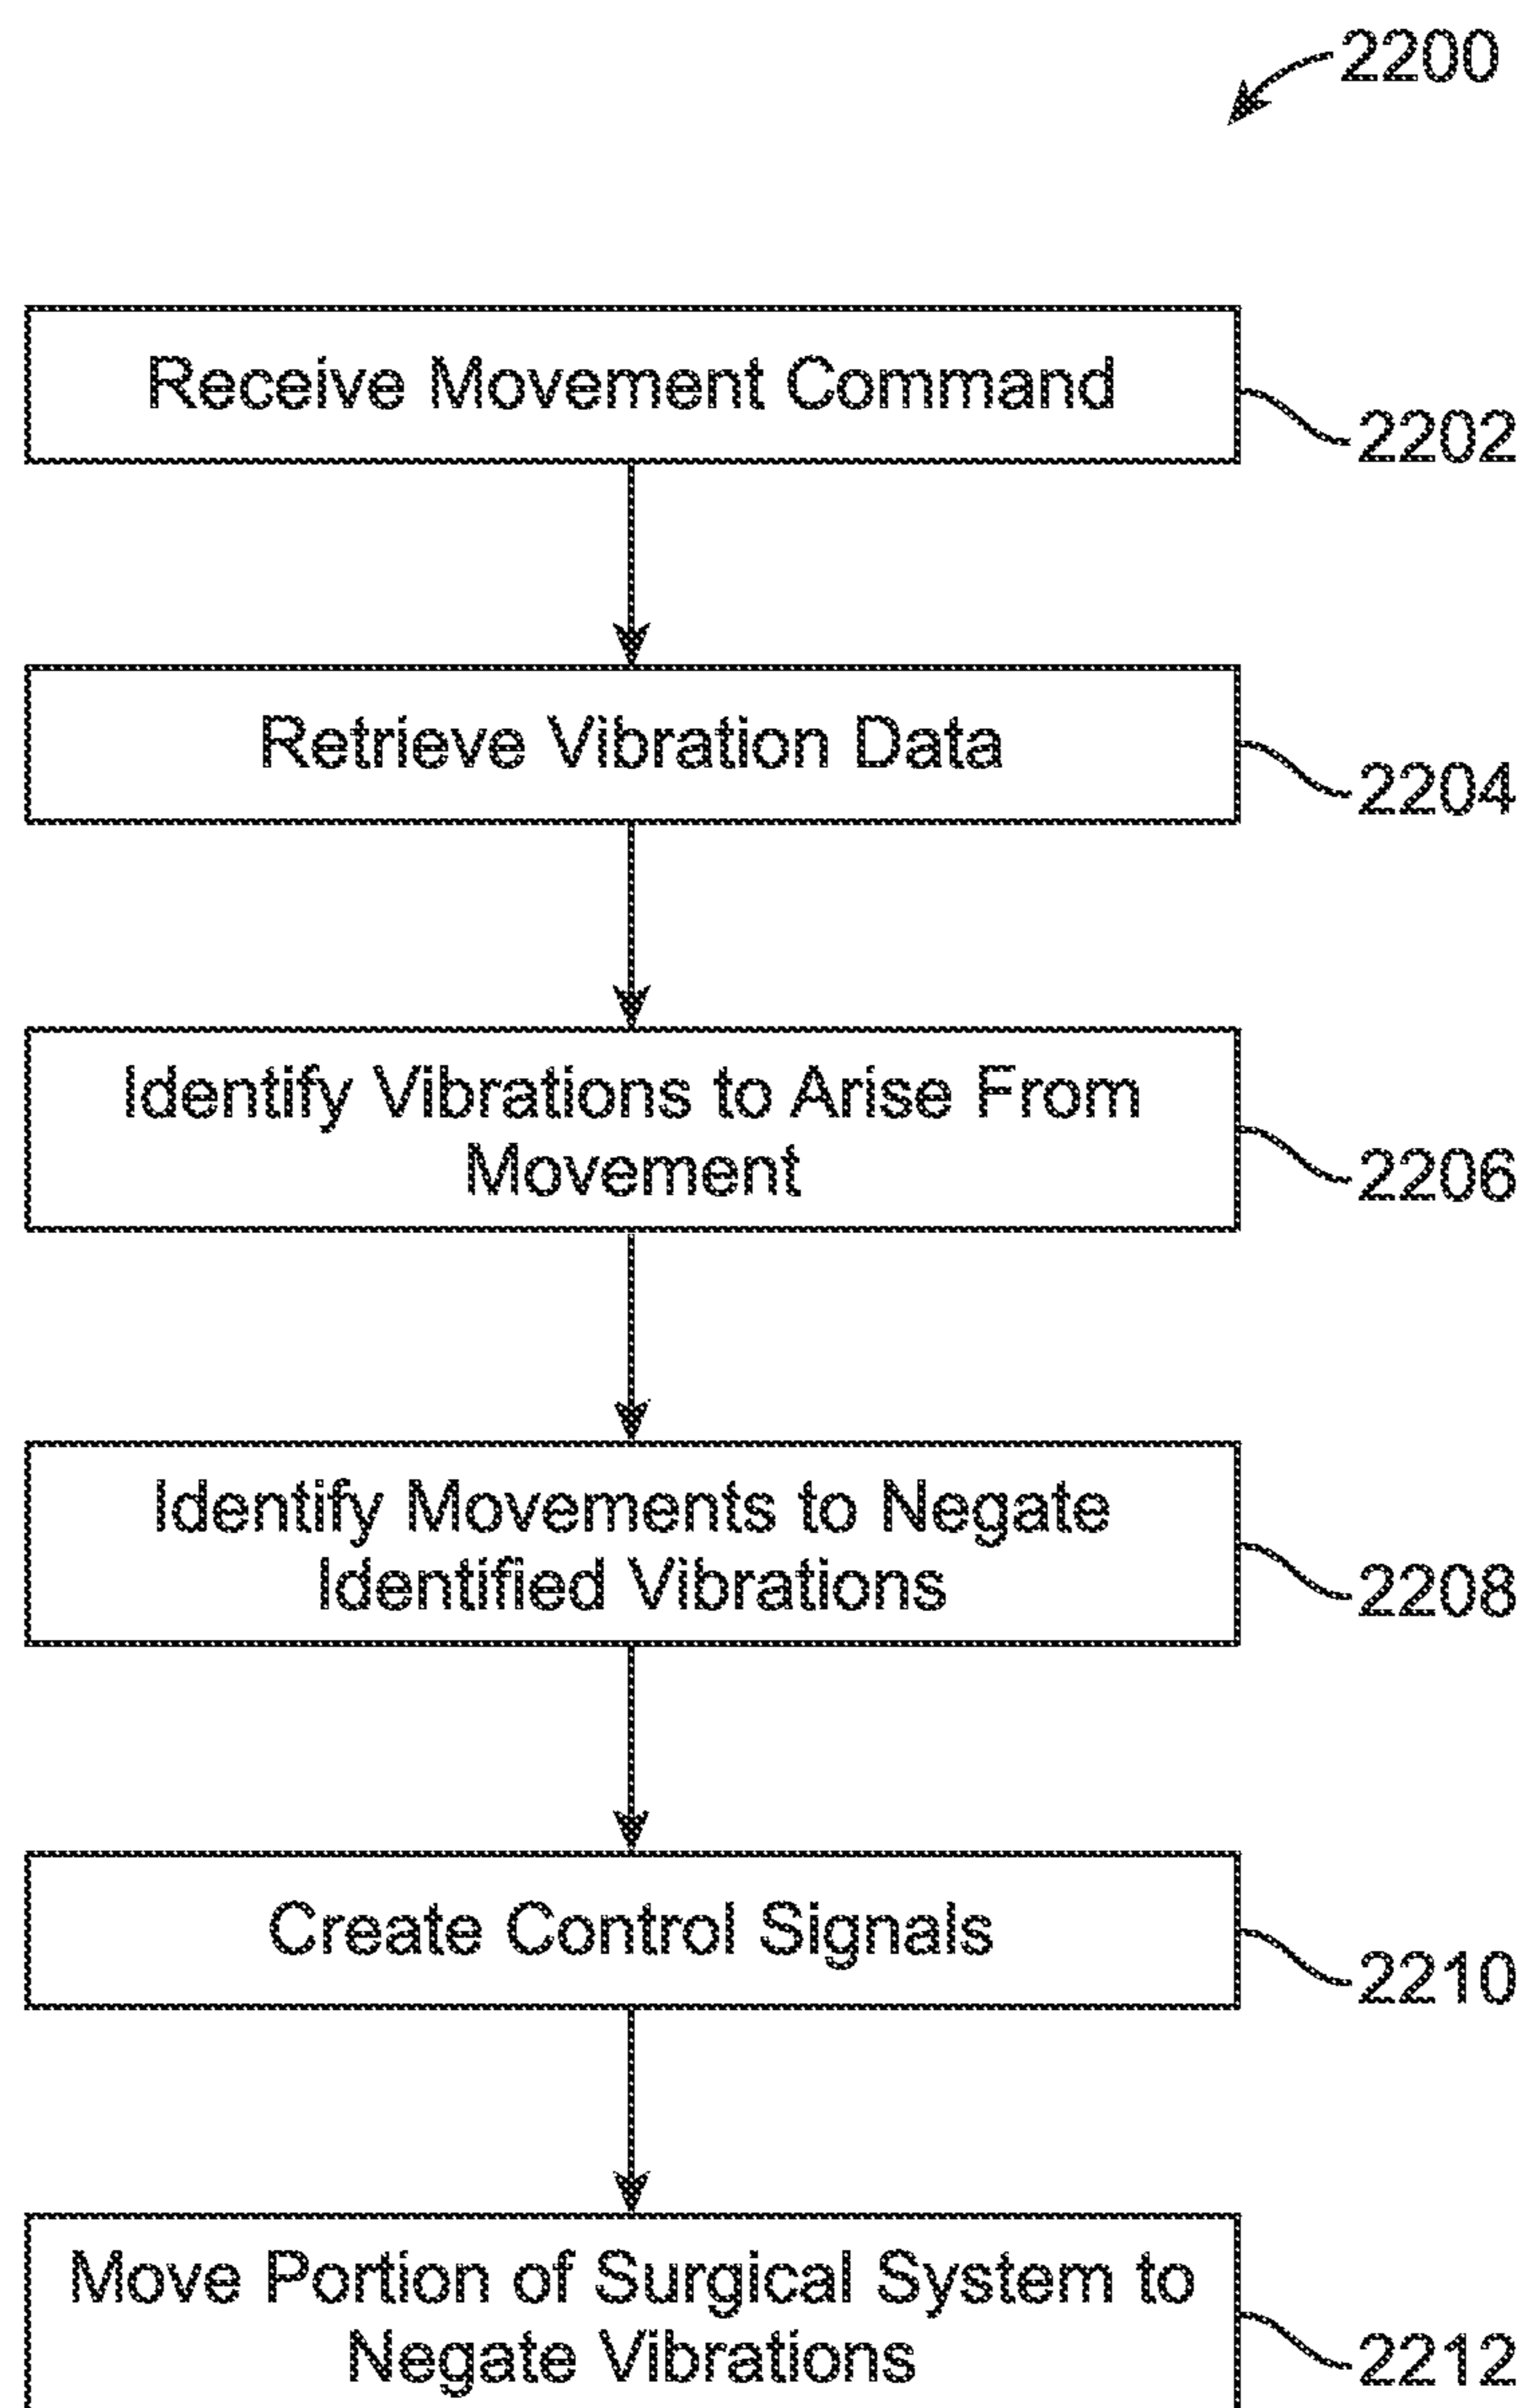 2200
Receive Movement Command
2202
Retrieve Vibration Data
2204
Identify Vibrations to Arise From
Movement
2206
Identify Movements to Negate
Identified Vibrations
2208
Create Control Signals
2210
Move Portion of Surgical System to
Negate Vibrations
2212